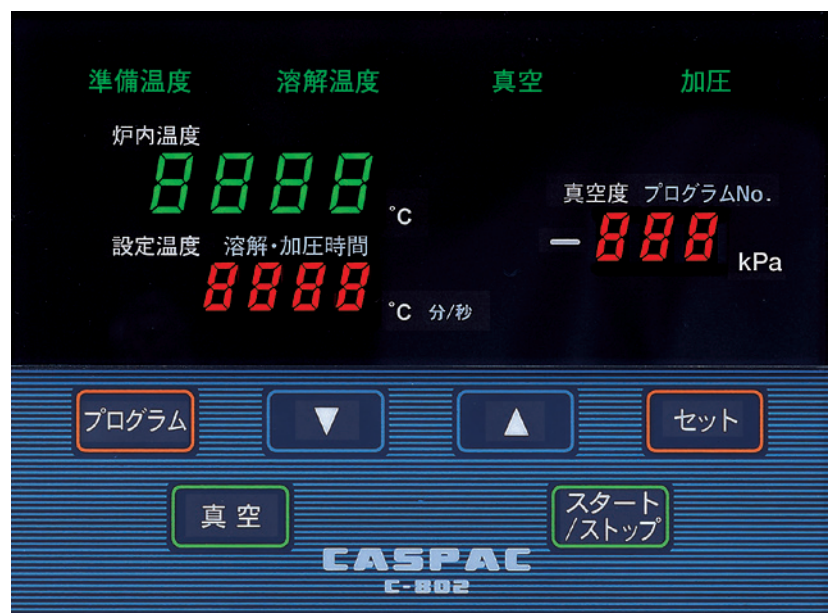 準備温度 溶解温度 真空 加圧
炉内温度
8888 °C
真空度 プログラムNo.
-888 kPa
設定温度 溶解・加圧時間
8888 °C 分/秒
プログラム ▼ ▲ セット
真空 スタート/ストップ
CASPAC
C-802